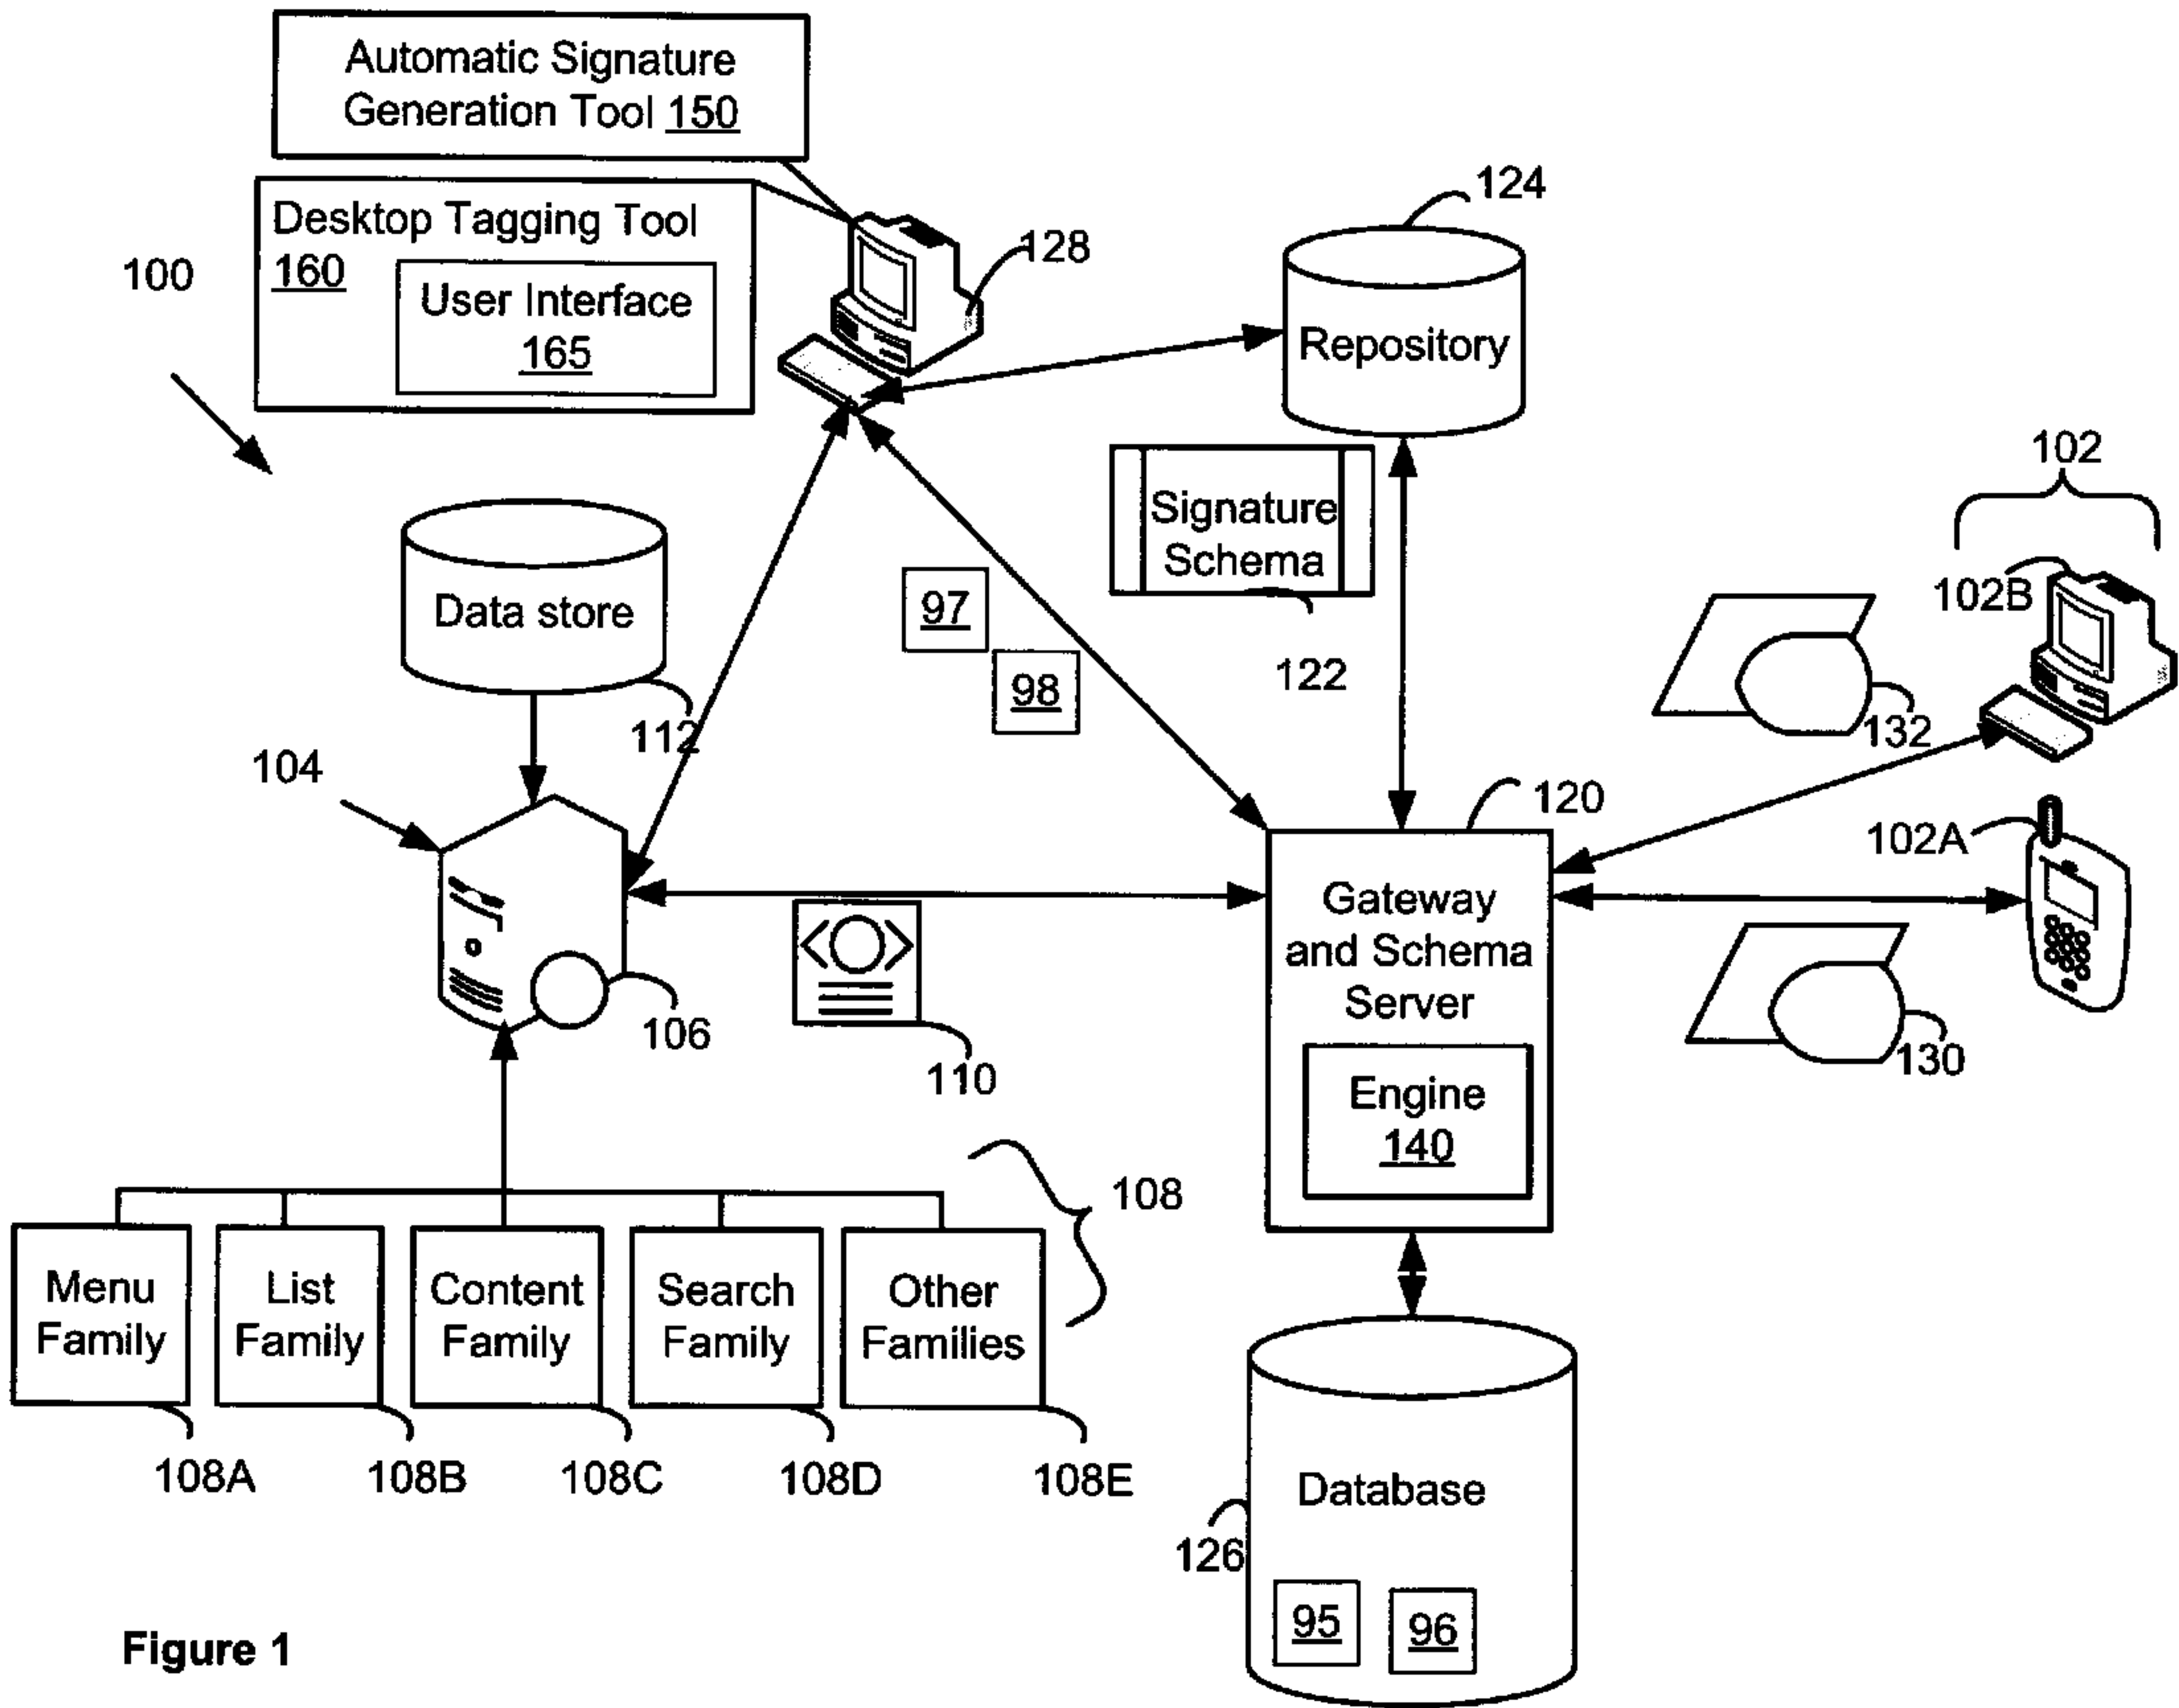 Automatic Signature
Generation Tool 150
Desktop Tagging Tool
160
User Interface
165
100
128
124
Repository
Signature
Schema
122
102
102B
132
97
98
Data store
112
104
106
110
120
102A
130
Gateway
and Schema
Server
Engine
140
108
Menu
Family
List
Family
Content
Family
Search
Family
Other
Families
108A
108B
108C
108D
108E
Database
126
95
96
Figure 1